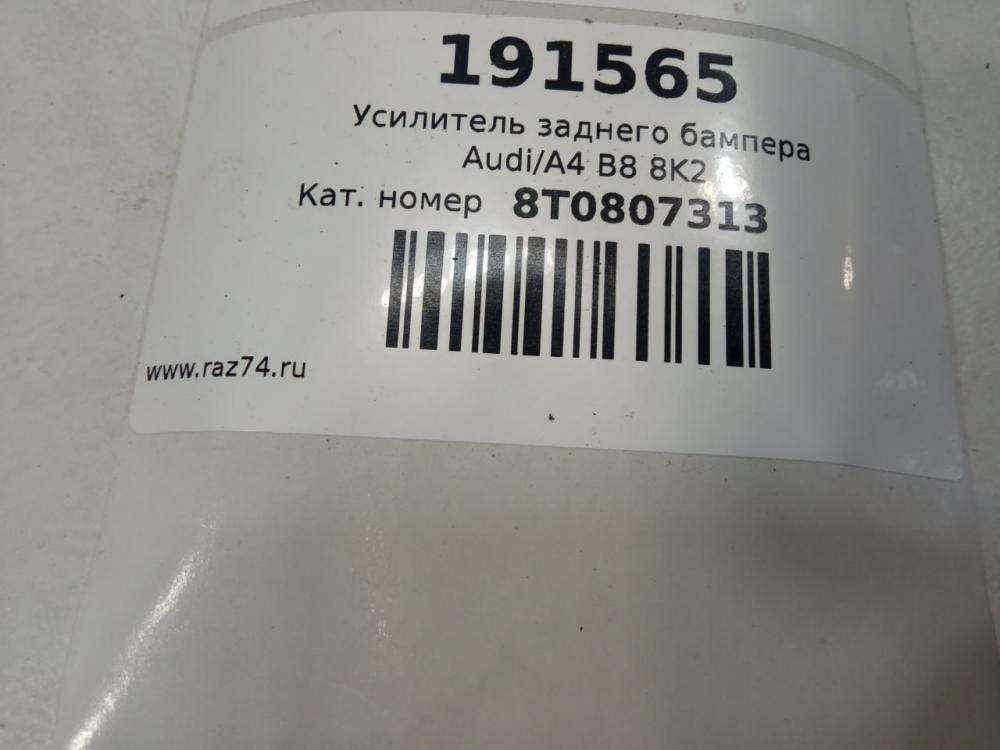 191565
Усилитель заднего бампера
Audi/A4 B8 8K2
Кат. номер 8T0807313
www.raz74.ru